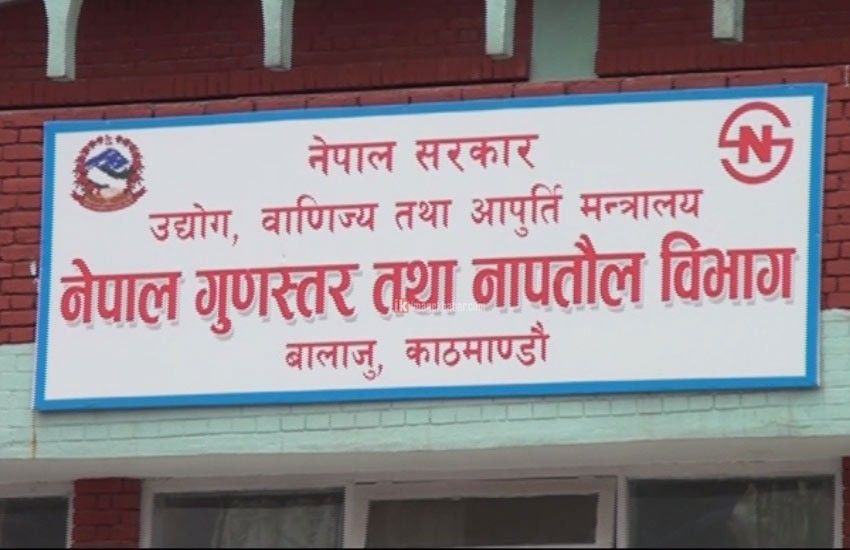 नेपाल सरकार
उद्योग, वाणिज्य तथा आपुर्ति मन्त्रालय
नेपाल गुणस्तर तथा नापतौल विभाग
बालाजु, काठमाण्डौ